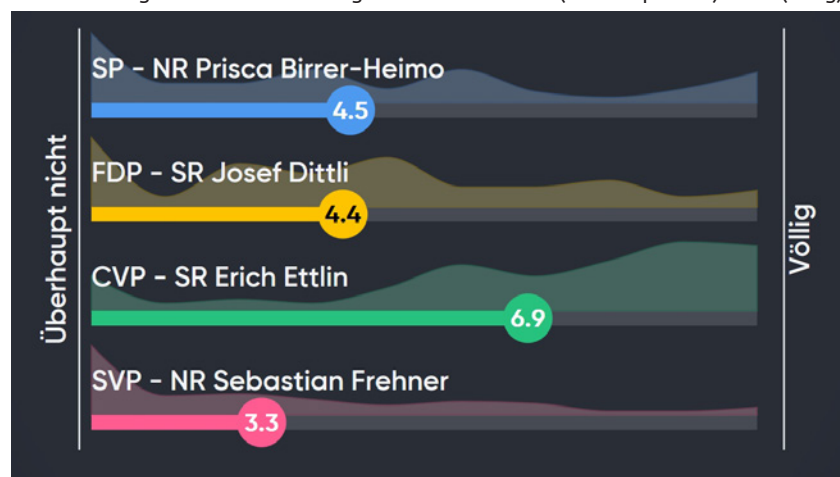 Überhaupt nicht
SP - NR Prisca Birrer-Heimo
4.5
FDP - SR Josef Dittli
4.4
CVP - SR Erich Ettlin
6.9
SVP - NR Sebastian Frehner
3.3
Völlig